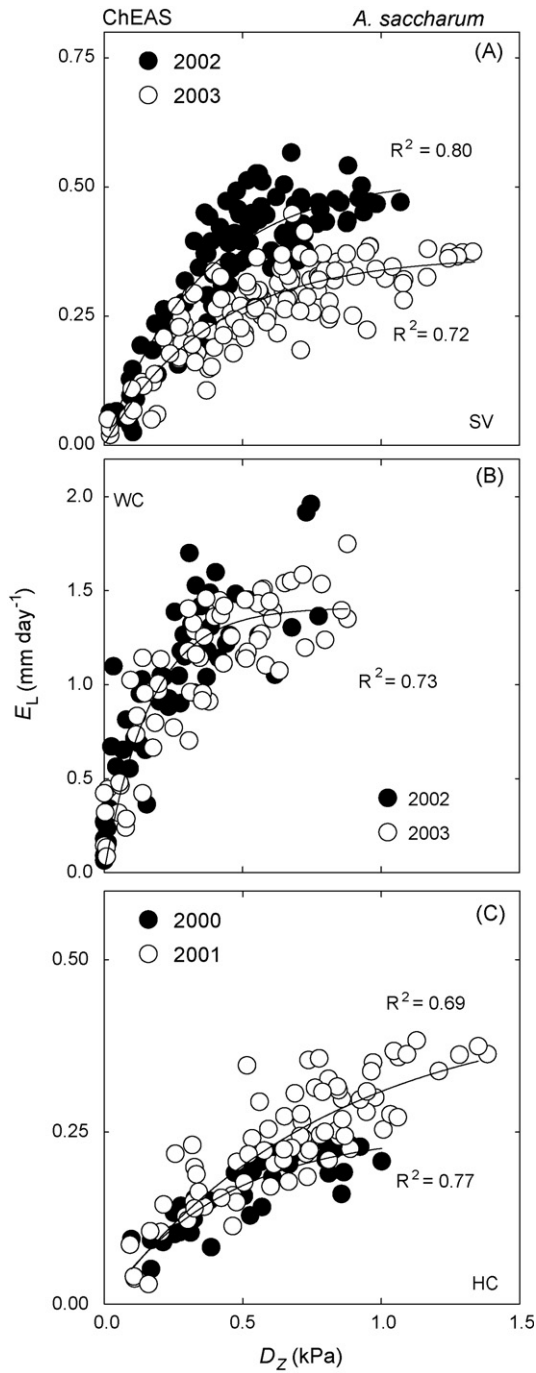 ChEAS A. saccharum
(A)
0.75
2002
2003
R² = 0.80
0.50
0.25
R² = 0.72
0.00
SV
WC
(B)
2.0
1.5
1.0
R² = 0.73
0.5
2002
2003
0.0
E_L (mm day⁻¹)
(C)
2000
2001
0.50
R² = 0.69
0.25
R² = 0.77
0.00
HC
0.0 0.5 1.0 1.5
D_Z (kPa)